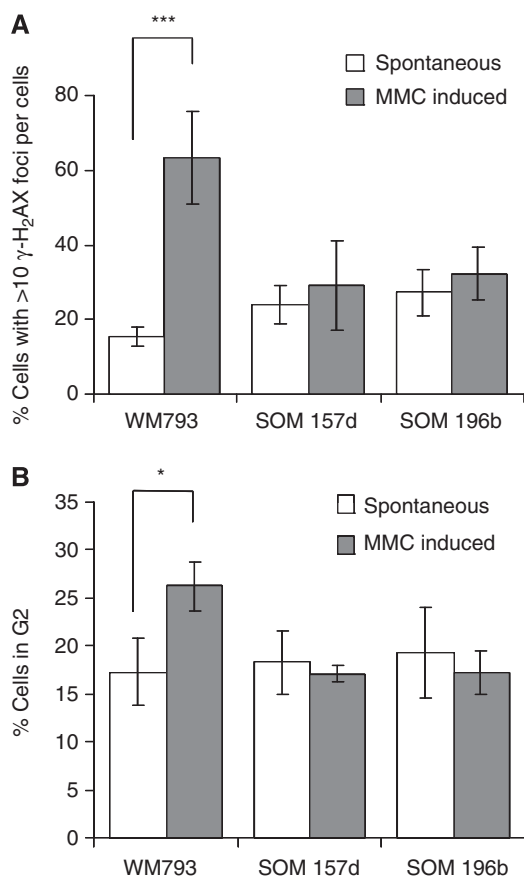 A
***
Spontaneous
MMC induced
% Cells with >10 γ-H₂AX foci per cells
80
60
40
20
0
WM793
SOM 157d
SOM 196b
B
*
Spontaneous
MMC induced
% Cells in G2
35
30
25
20
15
10
5
0
WM793
SOM 157d
SOM 196b